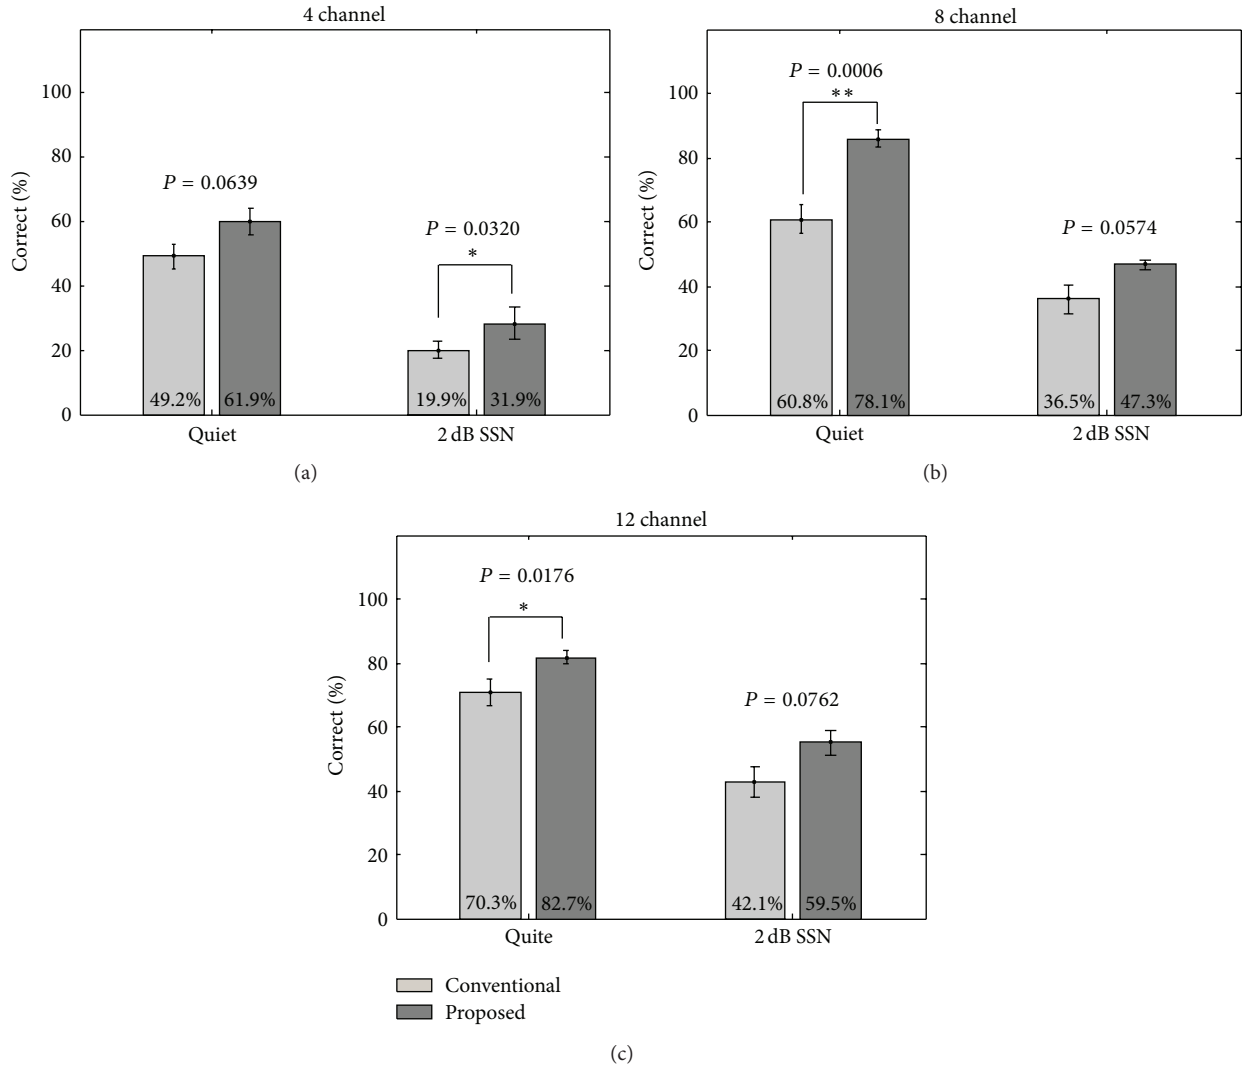 4 channel
100
80
60
40
20
0
Correct (%)
P = 0.0639
P = 0.0320
*
49.2%
61.9%
19.9%
31.9%
Quiet
2 dB SSN
(a)
8 channel
100
80
60
40
20
0
Correct (%)
P = 0.0006
**
P = 0.0574
60.8%
78.1%
36.5%
47.3%
Quiet
2 dB SSN
(b)
12 channel
100
80
60
40
20
0
Correct (%)
P = 0.0176
*
P = 0.0762
70.3%
82.7%
42.1%
59.5%
Quite
2 dB SSN
Conventional
Proposed
(c)